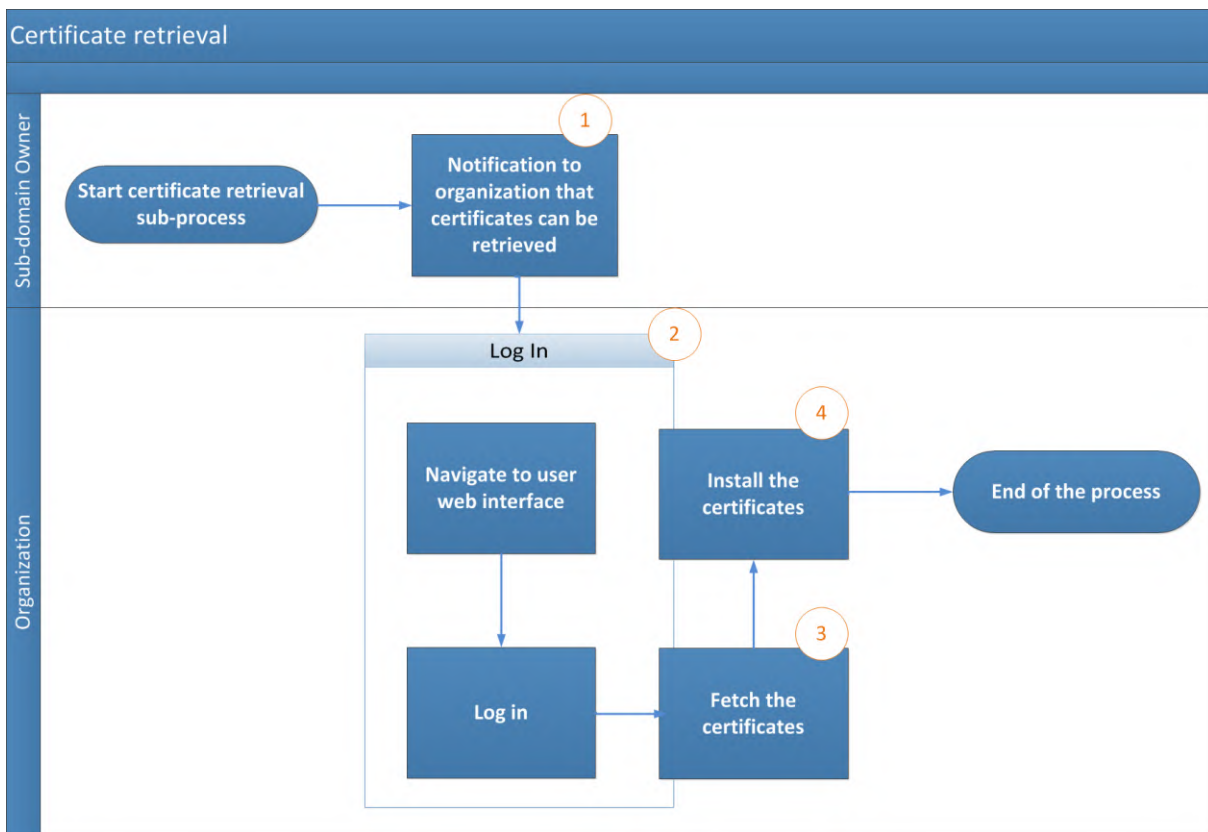 Certificate retrieval
Sub-domain Owner
1
Start certificate retrieval
sub-process
Notification to
organization that
certificates can be
retrieved
Organization
2
Log In
Navigate to user
web interface
Log in
3
Fetch the
certificates
4
Install the
certificates
End of the process